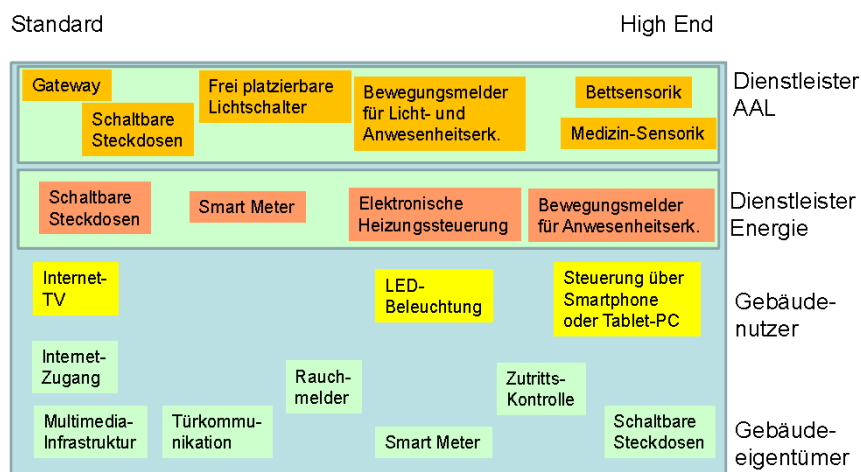 Standard
High End
Gateway
Schaltbare
Steckdosen
Frei platzierbare
Lichtschalter
Bewegungsmelder
für Licht- und
Anwesenheitserk.
Bettsensorik
Medizin-Sensorik
Dienstleister
AAL
Schaltbare
Steckdosen
Smart Meter
Elektronische
Heizungssteuerung
Bewegungsmelder
für Anwesenheitserk.
Dienstleister
Energie
Internet-
TV
LED-
Beleuchtung
Steuerung über
Smartphone
oder Tablet-PC
Gebäude-
nutzer
Internet-
Zugang
Rauch-
melder
Zutritts-
Kontrolle
Multimedia-
Infrastruktur
Türkommu-
nikation
Smart Meter
Schaltbare
Steckdosen
Gebäude-
eigentümer